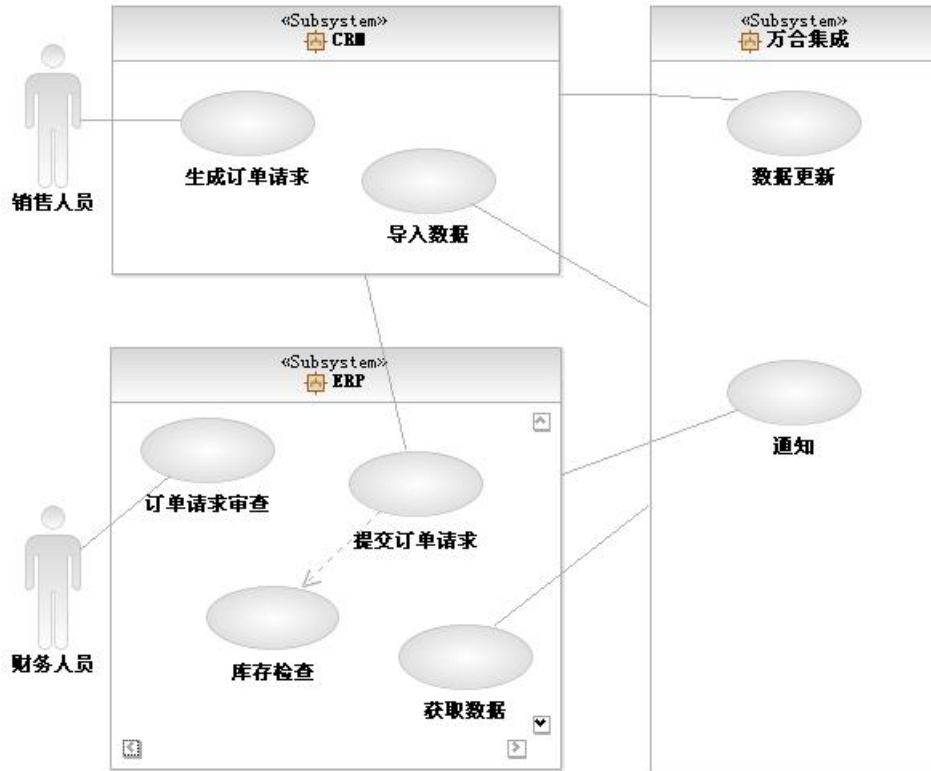 «Subsystem»
CRM
«Subsystem»
万合集成
生成订单请求
数据更新
销售人员
导入数据
«Subsystem»
ERP
通知
订单请求审查
提交订单请求
财务人员
库存检查
获取数据